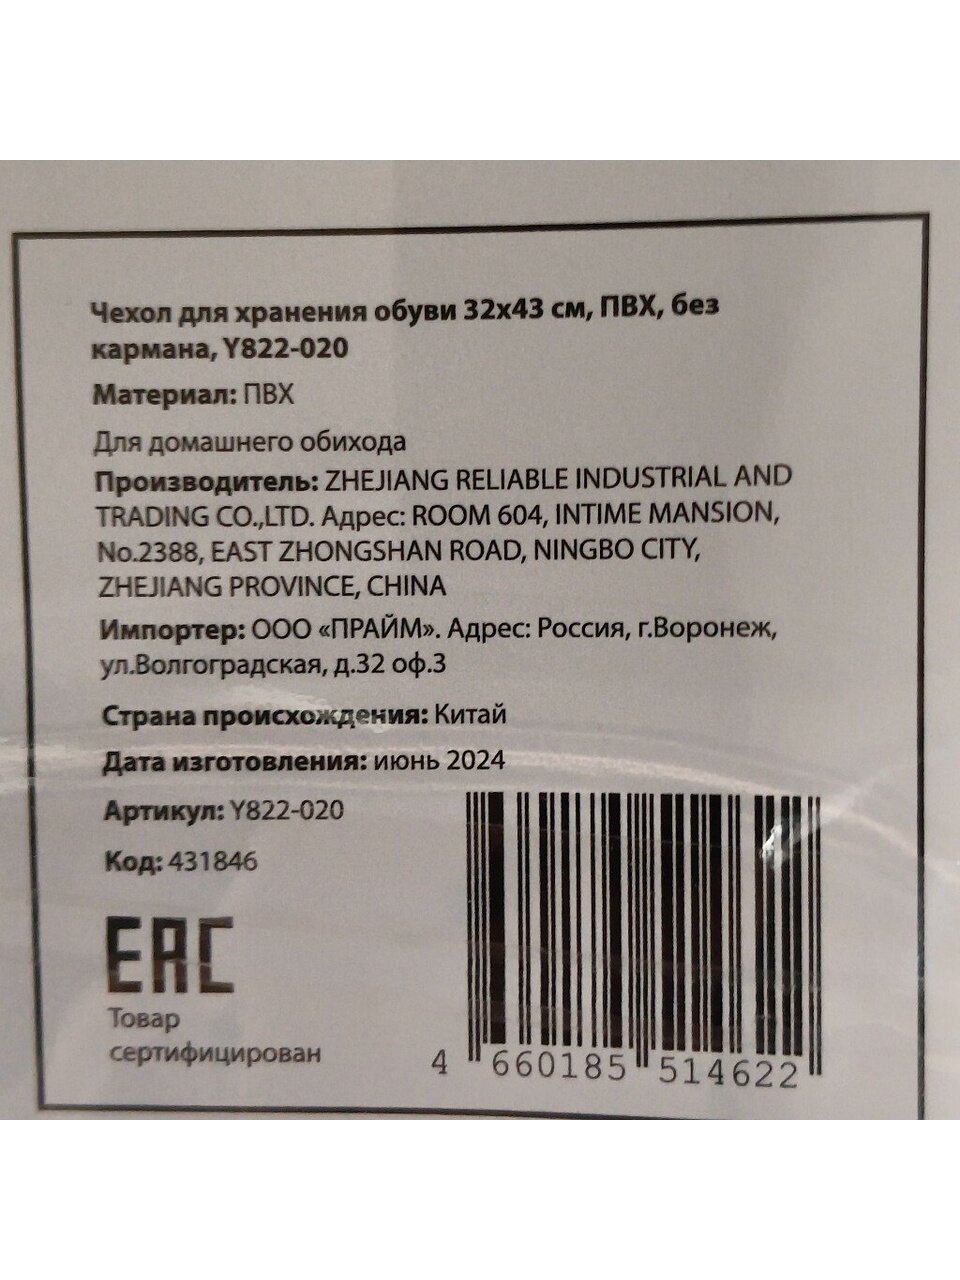 Чехол для хранения обуви 32х43 см, ПВХ, без
кармана, Y822-020
Материал: ПВХ
Для домашнего обихода
Производитель: ZHEJIANG RELIABLE INDUSTRIAL AND
TRADING CO.,LTD. Адрес: ROOM 604, INTIME MANSION,
No.2388, EAST ZHONGSHAN ROAD, NINGBO CITY,
ZHEJIANG PROVINCE, CHINA
Импортер: ООО «ПРАЙМ». Адрес: Россия, г.Воронеж,
ул.Волгоградская, д.32 оф.3
Страна происхождения: Китай
Дата изготовления: июнь 2024
Артикул: Y822-020
Код: 431846
EAC
Товар
сертифицирован
4 660185 514622